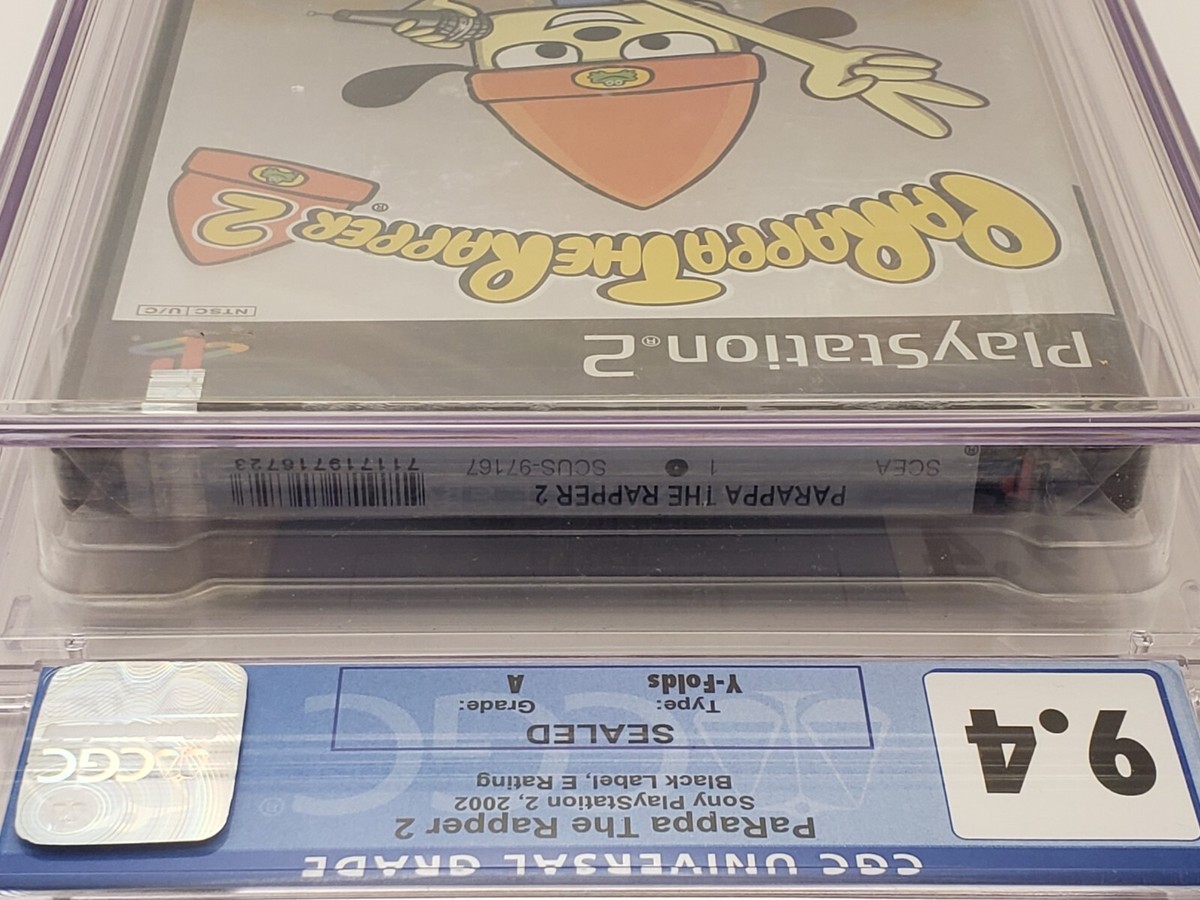 CGC UNIVERSAL GRADE
9.4
PaRappa The Rapper 2
Sony PlayStation 2, 2002
Black Label, E Rating
SEALED
Type: Grade:
Y-Folds A
CGC
PARAPPA THE RAPPER 2
SCEA 1 SCUS-97167 711719716723
PlayStation®2
NTSC U/C
PARAPPA THE RAPPER® 2